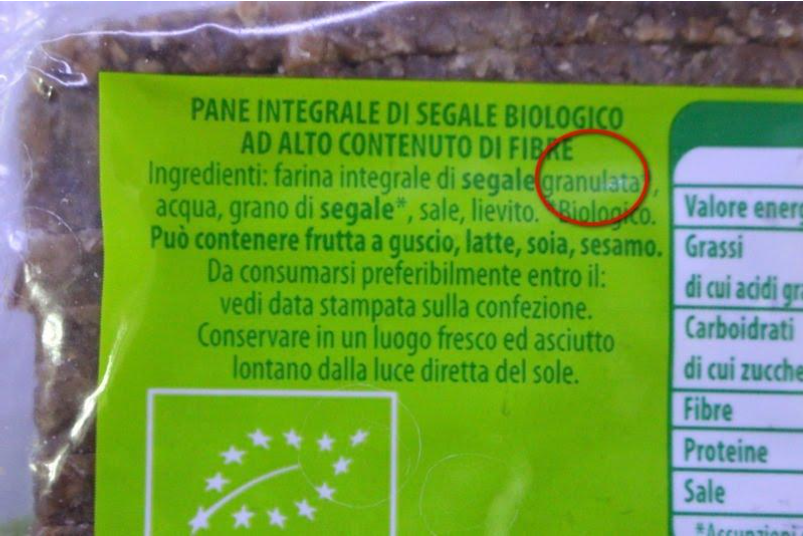 PANE INTEGRALE DI SEGALE BIOLOGICO
AD ALTO CONTENUTO DI FIBRE
Ingredienti: farina integrale di segale granulata*,
acqua, grano di segale*, sale, lievito. *Biologico.
Può contenere frutta a guscio, latte, soia, sesamo.
Da consumarsi preferibilmente entro il:
vedi data stampata sulla confezione.
Conservare in un luogo fresco ed asciutto
lontano dalla luce diretta del sole.
Valore energ
Grassi
di cui acidi gr
Carboidrati
di cui zucche
Fibre
Proteine
Sale
*Assunzioni